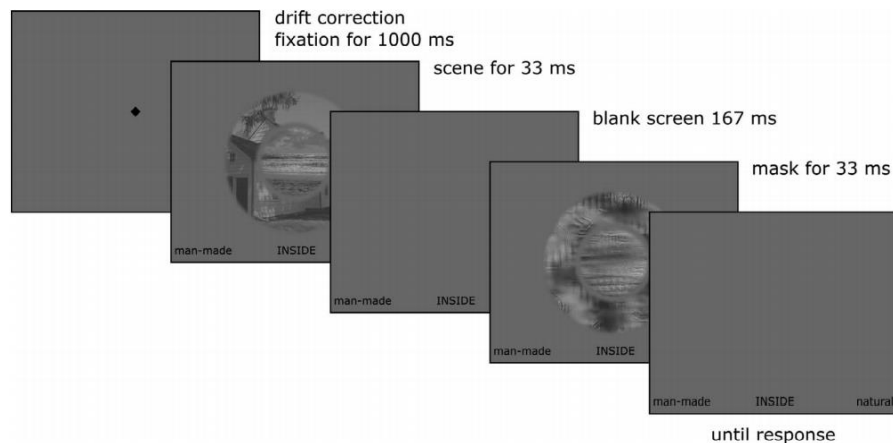 drift correction
fixation for 1000 ms
scene for 33 ms
man-made INSIDE
blank screen 167 ms
man-made INSIDE
mask for 33 ms
man-made INSIDE
man-made INSIDE natural
until response